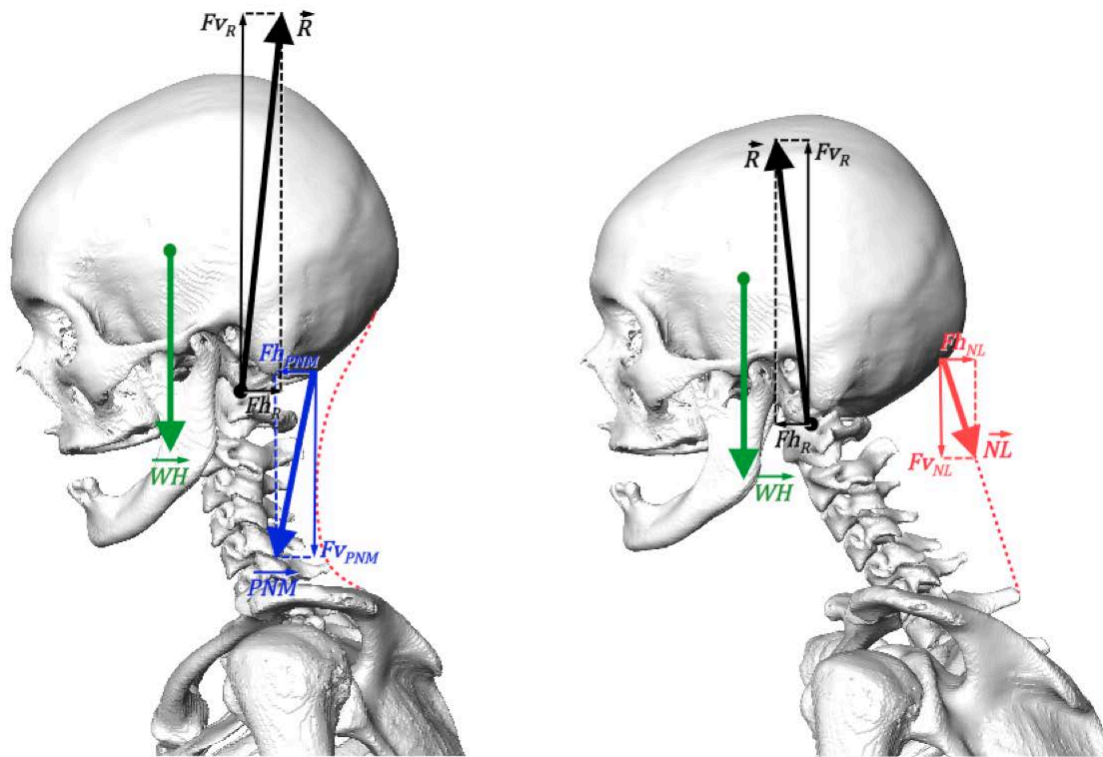 Fv_R R
Fh_PNM
Fh_R
WH
Fv_PNM
PNM
R Fv_R
Fh_NL
Fh_R
Fv_NL NL
WH